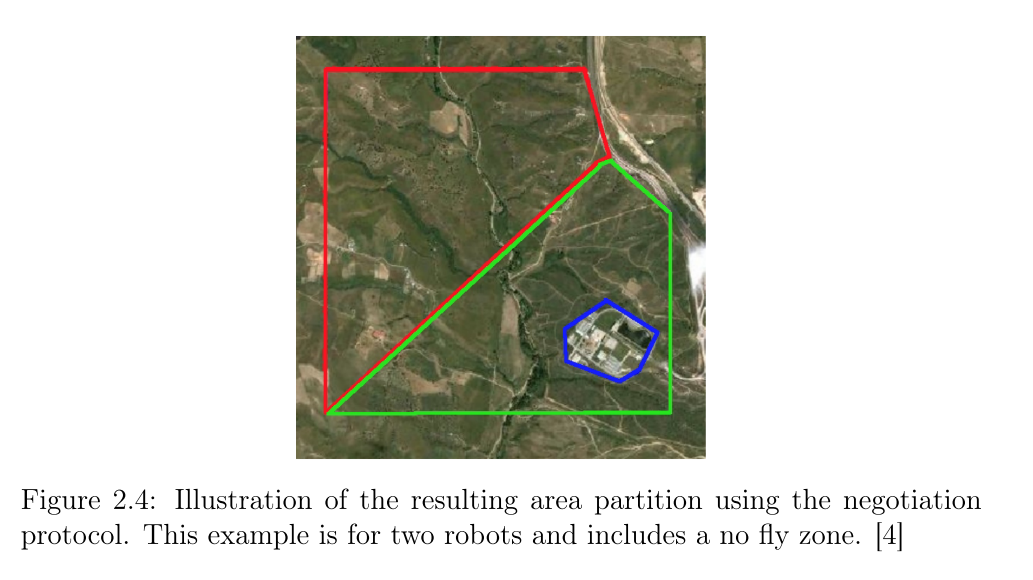 Figure 2.4: Illustration of the resulting area partition using the negotiation
protocol. This example is for two robots and includes a no fly zone. [4]